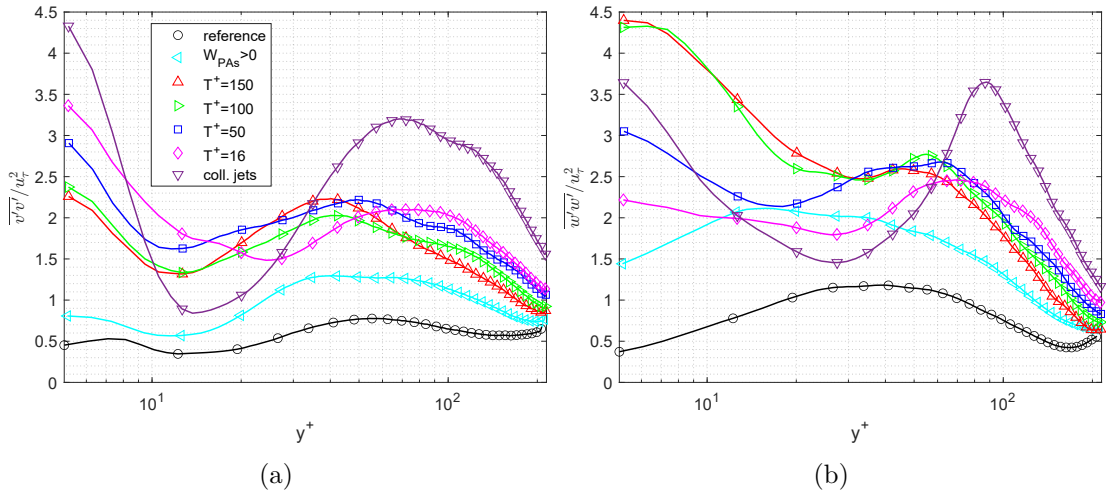 4.5
4
3.5
3
2.5
2
1.5
1
0.5
0
v′v′/u²τ
10¹
10²
y⁺
reference
W_PAs>0
T⁺=150
T⁺=100
T⁺=50
T⁺=16
coll. jets
(a)
4.5
4
3.5
3
2.5
2
1.5
1
0.5
0
w′w′/u²τ
10¹
10²
y⁺
(b)